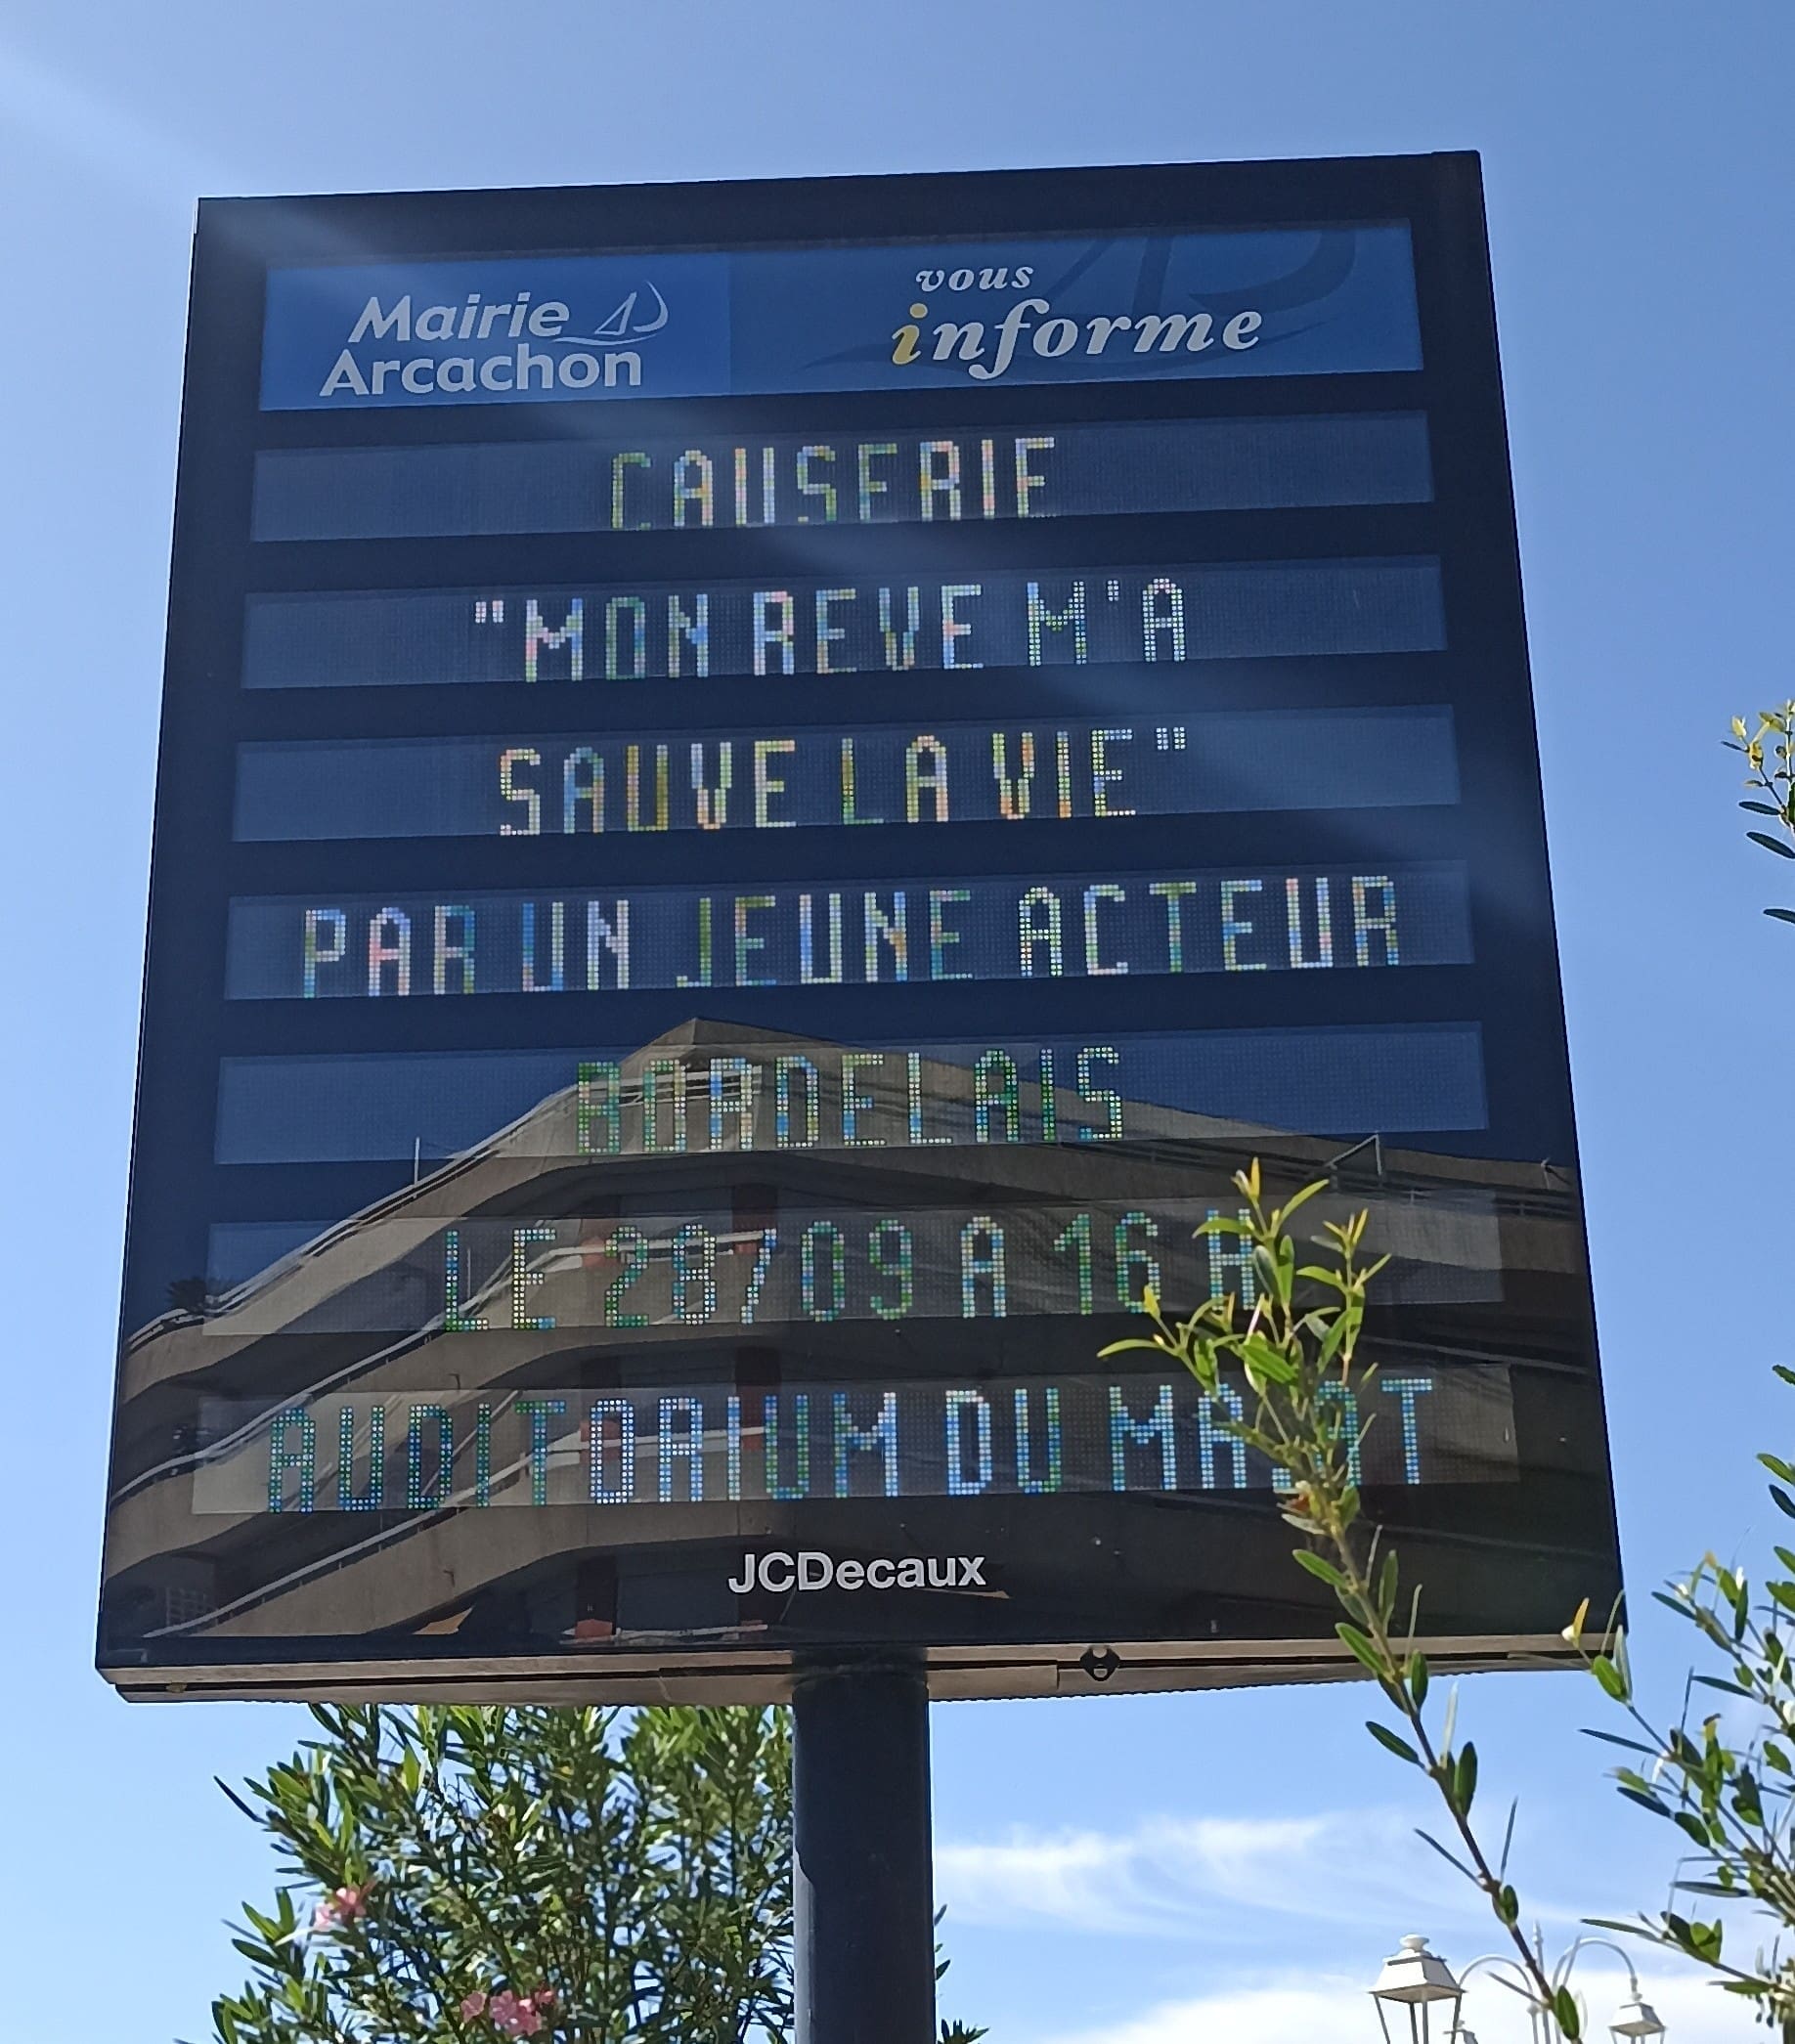 Mairie
Arcachon
vous
informe
CAUSERIE
"MON REVE M'A
SAUVE LA VIE"
PAR UN JEUNE ACTEUR
BORDELAIS
LE 28/09 A 16 H
AUDITORIUM DU
JCDecaux